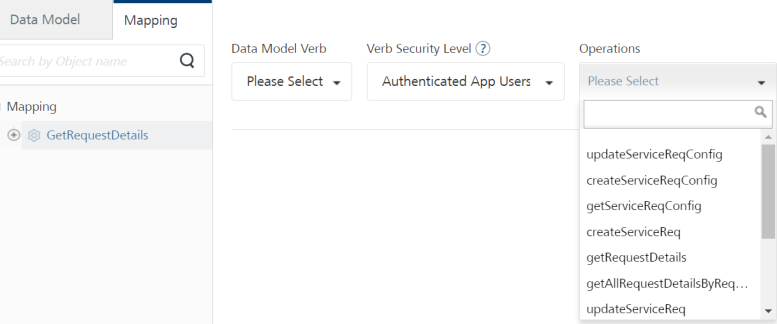 Data Model
Mapping
Search by Object name
Mapping
GetRequestDetails
Data Model Verb
Verb Security Level ?
Operations
Please Select
Authenticated App Users
Please Select
updateServiceReqConfig
createServiceReqConfig
getServiceReqConfig
createServiceReq
getRequestDetails
getAllRequestDetailsByReq...
updateServiceReq